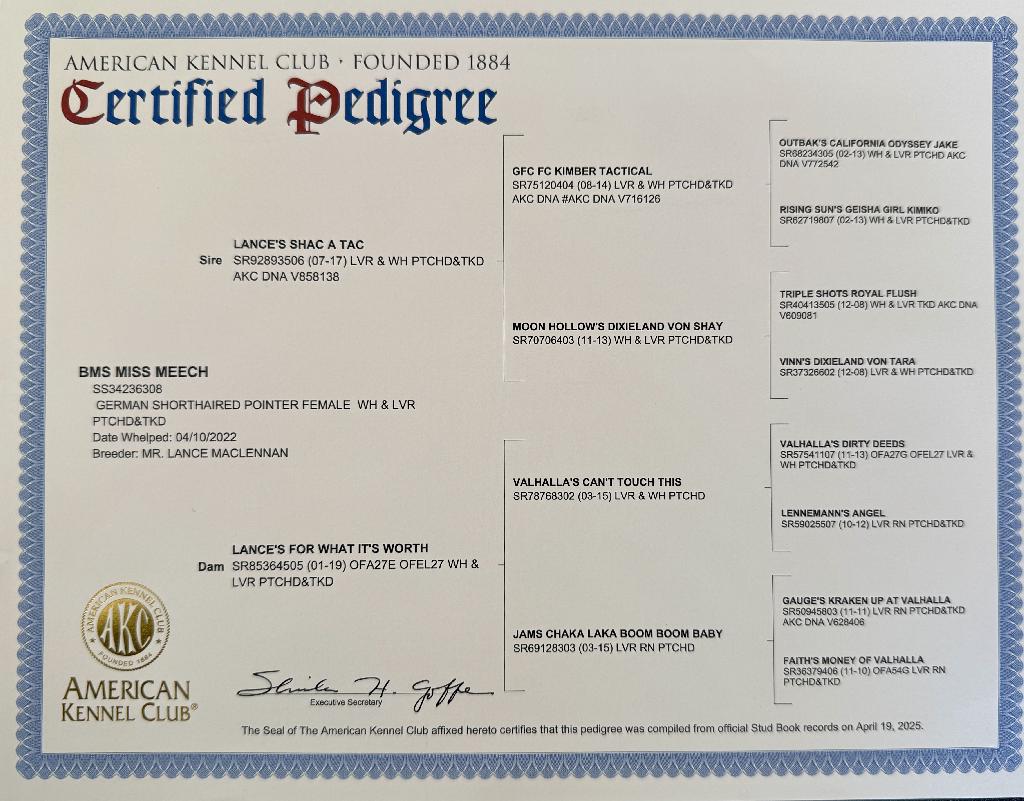 AMERICAN KENNEL CLUB · FOUNDED 1884
Certified Pedigree
LANCE'S SHAC A TAC
Sire SR92893506 (07-17) LVR & WH PTCHD&TKD
AKC DNA V858138
BMS MISS MEECH
SS34236308
GERMAN SHORTHAIRED POINTER FEMALE WH & LVR
PTCHD&TKD
Date Whelped: 04/10/2022
Breeder: MR. LANCE MACLENNAN
LANCE'S FOR WHAT IT'S WORTH
Dam SR85364505 (01-19) OFA27E OFEL27 WH &
LVR PTCHD&TKD
GFC FC KIMBER TACTICAL
SR75120404 (08-14) LVR & WH PTCHD&TKD
AKC DNA #AKC DNA V716126
MOON HOLLOW'S DIXIELAND VON SHAY
SR70706403 (11-13) WH & LVR PTCHD&TKD
VALHALLA'S CAN'T TOUCH THIS
SR78768302 (03-15) LVR & WH PTCHD
JAMS CHAKA LAKA BOOM BOOM BABY
SR69128303 (03-15) LVR RN PTCHD
OUTBAK'S CALIFORNIA ODYSSEY JAKE
SR68234305 (02-13) WH & LVR PTCHD AKC
DNA V772542
RISING SUN'S GEISHA GIRL KIMIKO
SR62719807 (02-13) WH & LVR PTCHD&TKD
TRIPLE SHOTS ROYAL FLUSH
SR40413505 (12-08) WH & LVR TKD AKC DNA
V609081
VINN'S DIXIELAND VON TARA
SR37326602 (12-08) LVR & WH PTCHD&TKD
VALHALLA'S DIRTY DEEDS
SR57541107 (11-13) OFA27G OFEL27 LVR &
WH PTCHD&TKD
LENNEMANN'S ANGEL
SR59025507 (10-12) LVR RN PTCHD&TKD
GAUGE'S KRAKEN UP AT VALHALLA
SR50945803 (11-11) LVR RN PTCHD&TKD
AKC DNA V628406
FAITH'S MONEY OF VALHALLA
SR36379406 (11-10) OFA54G LVR RN
PTCHD&TKD
AMERICAN KENNEL CLUB
AKC
FOUNDED 1884
AMERICAN
KENNEL CLUB®
Executive Secretary
The Seal of The American Kennel Club affixed hereto certifies that this pedigree was compiled from official Stud Book records on April 19, 2025.